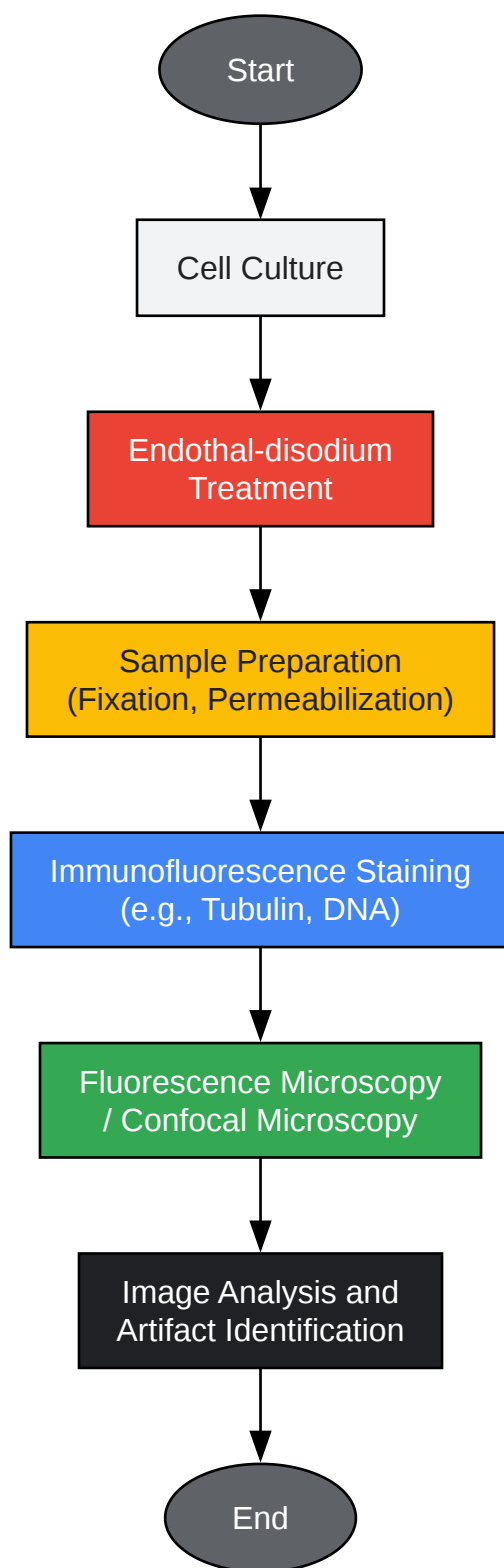 Start
Cell Culture
Endothal-disodium
Treatment
Sample Preparation
(Fixation, Permeabilization)
Immunofluorescence Staining
(e.g., Tubulin, DNA)
Fluorescence Microscopy
/ Confocal Microscopy
Image Analysis and
Artifact Identification
End